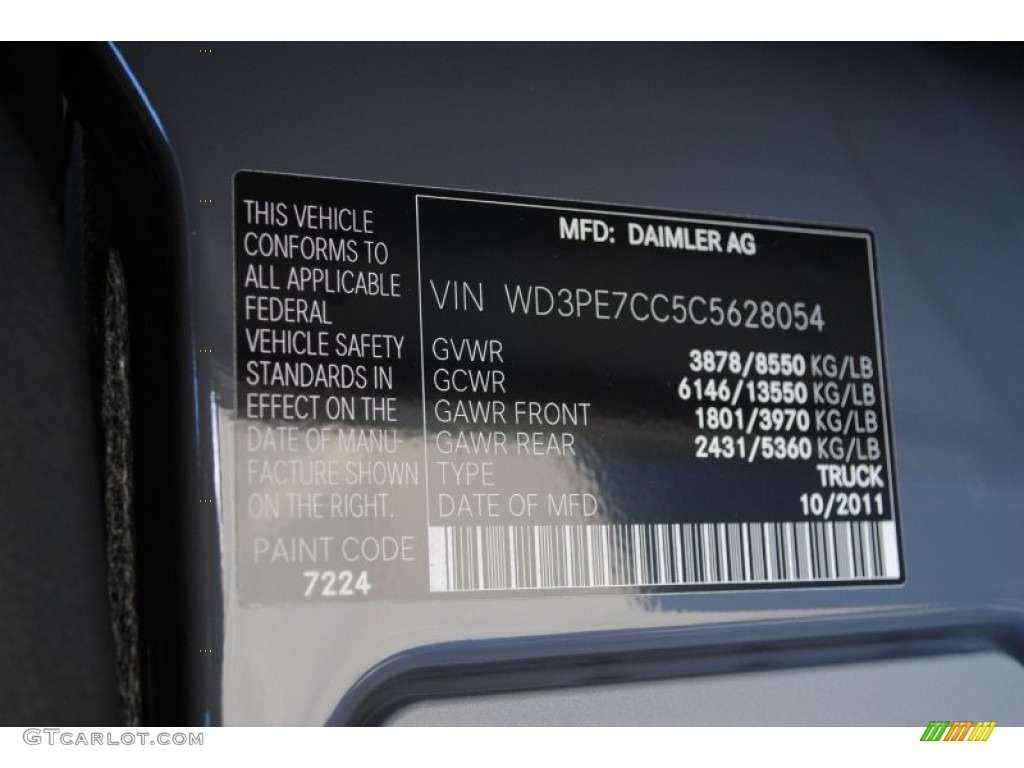 THIS VEHICLE
CONFORMS TO
ALL APPLICABLE
FEDERAL
VEHICLE SAFETY
STANDARDS IN
EFFECT ON THE
DATE OF MANU-
FACTURE SHOWN
ON THE RIGHT.
PAINT CODE
7224
MFD: DAIMLER AG
VIN WD3PE7CC5C5628054
GVWR 3878/8550 KG/LB
GCWR 6146/13550 KG/LB
GAWR FRONT 1801/3970 KG/LB
GAWR REAR 2431/5360 KG/LB
TYPE TRUCK
DATE OF MFD 10/2011
GTCARLOT.COM